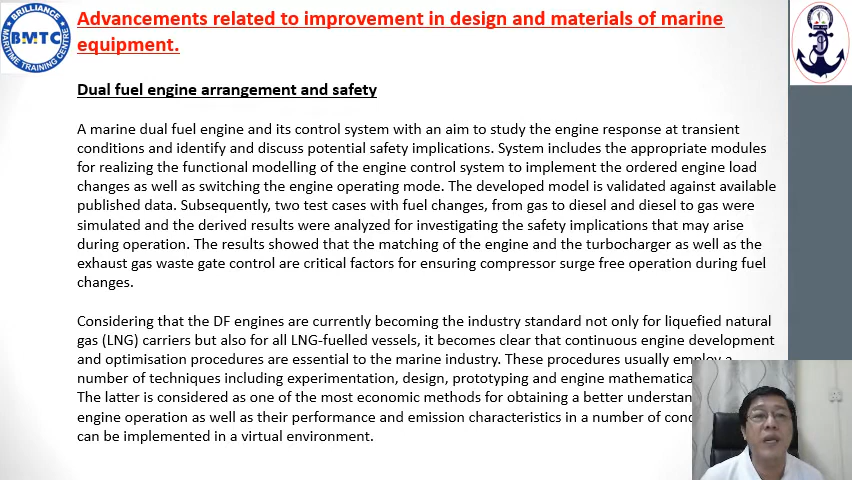 Advancements related to improvement in design and materials of marine
equipment.
BRILLIANCE
BMTC
MARITIME TRAINING CENTRE
Dual fuel engine arrangement and safety
A marine dual fuel engine and its control system with an aim to study the engine response at transient
conditions and identify and discuss potential safety implications. System includes the appropriate modules
for realizing the functional modelling of the engine control system to implement the ordered engine load
changes as well as switching the engine operating mode. The developed model is validated against available
published data. Subsequently, two test cases with fuel changes, from gas to diesel and diesel to gas were
simulated and the derived results were analyzed for investigating the safety implications that may arise
during operation. The results showed that the matching of the engine and the turbocharger as well as the
exhaust gas waste gate control are critical factors for ensuring compressor surge free operation during fuel
changes.
Considering that the DF engines are currently becoming the industry standard not only for liquefied natural
gas (LNG) carriers but also for all LNG-fuelled vessels, it becomes clear that continuous engine development
and optimisation procedures are essential to the marine industry. These procedures usually employ a
number of techniques including experimentation, design, prototyping and engine mathematica
The latter is considered as one of the most economic methods for obtaining a better understan
engine operation as well as their performance and emission characteristics in a number of con
can be implemented in a virtual environment.